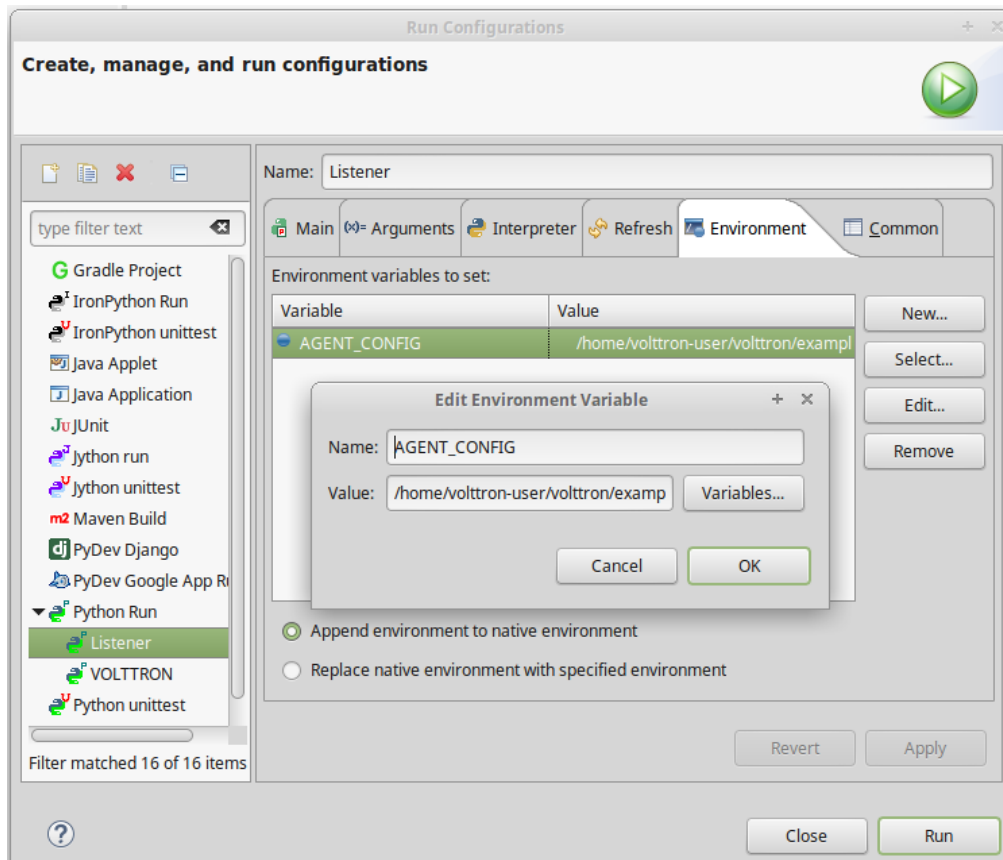 Run Configurations
Create, manage, and run configurations
Name: Listener
type filter text
Main (x)= Arguments Interpreter Refresh Environment Common
G Gradle Project
IronPython Run
IronPython unittest
Java Applet
Java Application
Ju JUnit
Jython run
Jython unittest
m2 Maven Build
dj PyDev Django
PyDev Google App Ru
Python Run
Listener
VOLTTRON
Python unittest
Filter matched 16 of 16 items
Environment variables to set:
Variable Value
AGENT_CONFIG /home/volttron-user/volttron/exampl
New...
Select...
Edit...
Remove
Edit Environment Variable
Name: AGENT_CONFIG
Value: /home/volttron-user/volttron/examp Variables...
Cancel OK
Append environment to native environment
Replace native environment with specified environment
Revert Apply
? Close Run